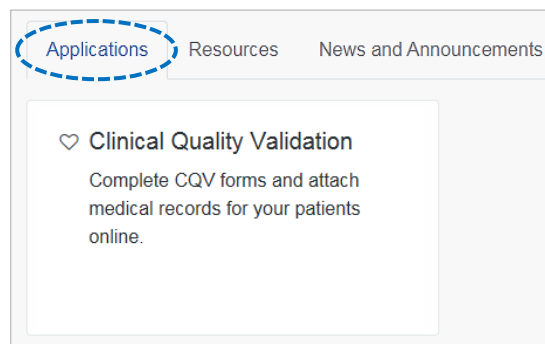 Applications Resources News and Announcements
Clinical Quality Validation
Complete CQV forms and attach
medical records for your patients
online.